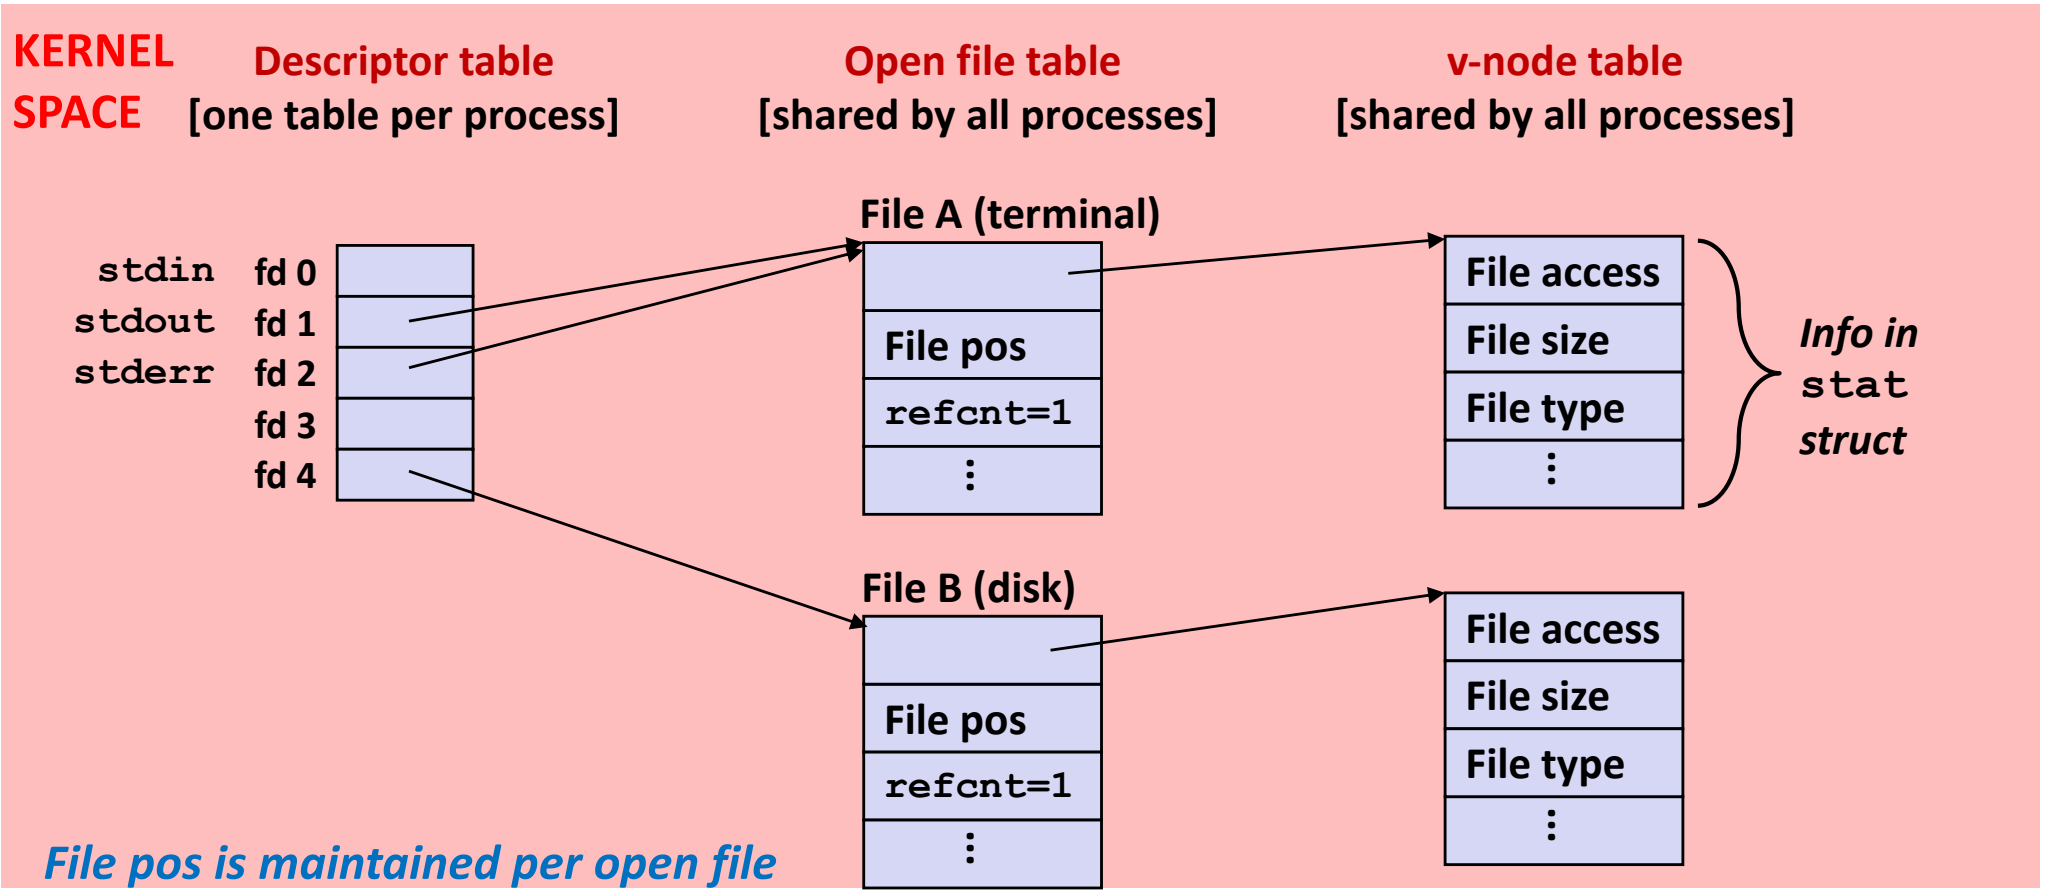 KERNEL
SPACE
Descriptor table
[one table per process]
Open file table
[shared by all processes]
v-node table
[shared by all processes]
stdin fd 0
stdout fd 1
stderr fd 2
fd 3
fd 4
File A (terminal)
File pos
refcnt=1
⋮
File B (disk)
File pos
refcnt=1
⋮
File access
File size
File type
⋮
Info in
stat
struct
File access
File size
File type
⋮
File pos is maintained per open file